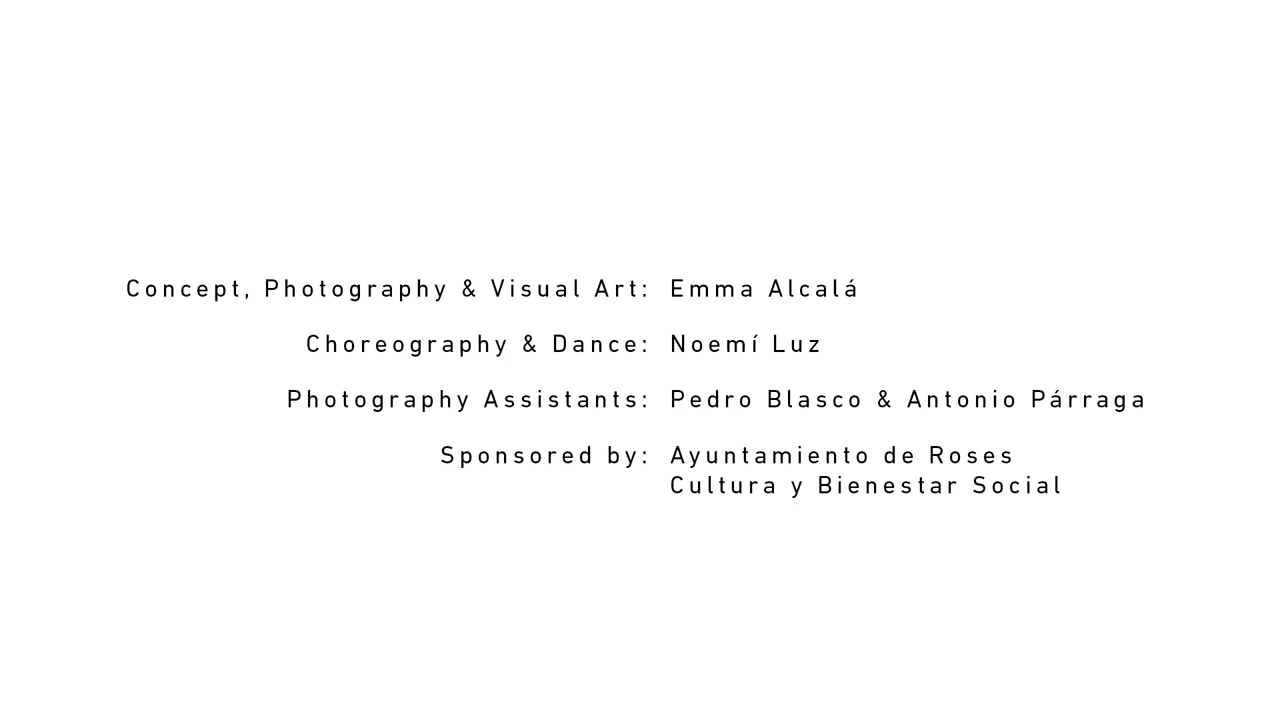 Concept, Photography & Visual Art: Emma Alcalá
Choreography & Dance: Noemí Luz
Photography Assistants: Pedro Blasco & Antonio Párraga
Sponsored by: Ayuntamiento de Roses
Cultura y Bienestar Social